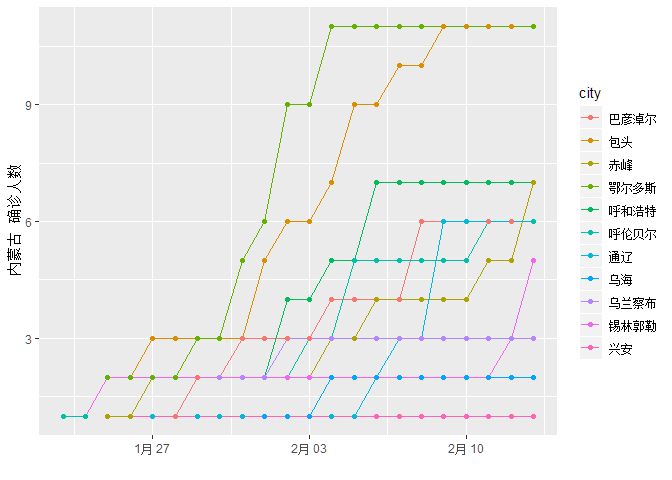 内蒙古 确诊人数
9
6
3
1月 27
2月 03
2月 10
city
巴彦淖尔
包头
赤峰
鄂尔多斯
呼和浩特
呼伦贝尔
通辽
乌海
乌兰察布
锡林郭勒
兴安